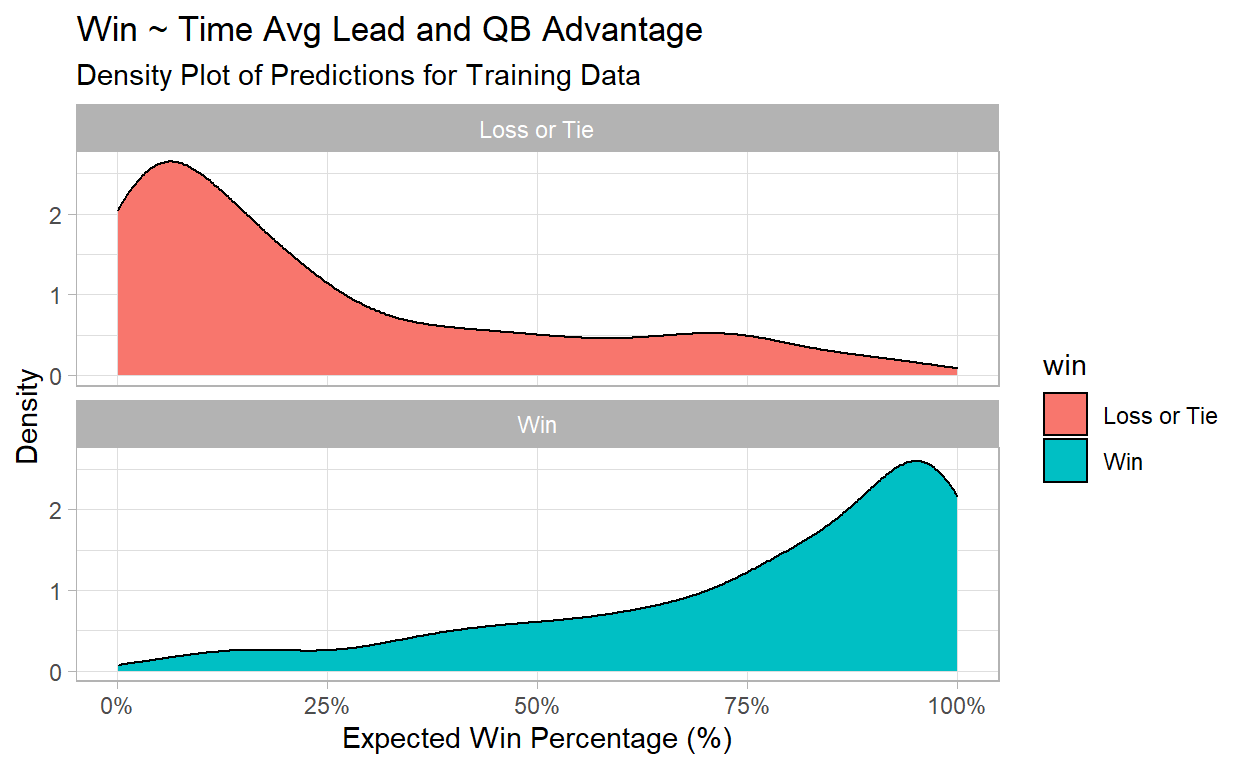 Win ~ Time Avg Lead and QB Advantage
Density Plot of Predictions for Training Data
Loss or Tie
2
1
0
Density
Win
2
1
0
0% 25% 50% 75% 100%
Expected Win Percentage (%)
win
Loss or Tie
Win